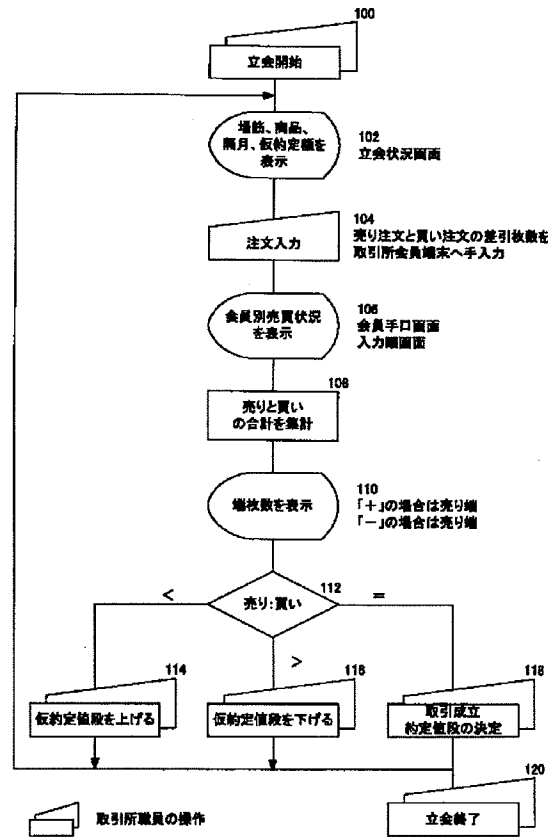 100
立会開始
場節、商品、
限月、仮約定額を
表示
102
立会状況画面
104
売り注文と買い注文の差引枚数を
取引所会員端末へ手入力
注文入力
会員別売買状況
を表示
106
会員手口画面
入力順画面
108
売りと買い
の合計を集計
端枚数を表示
110
「+」の場合は売り端
「-」の場合は売り端
112
売り:買い
<
=
>
114
仮約定値段を上げる
116
仮約定値段を下げる
118
取引成立
約定値段の決定
120
立会終了
取引所職員の操作